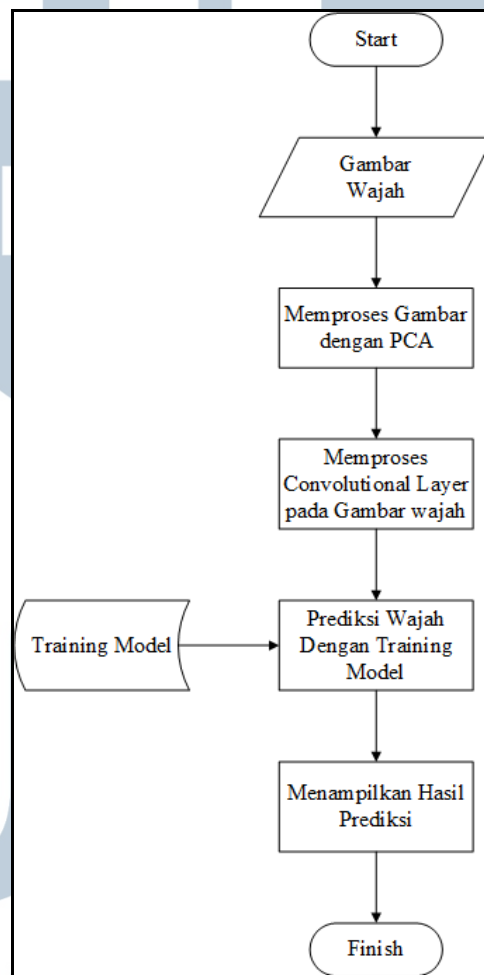 Start
Gambar
Wajah
Memproses Gambar
dengan PCA
Memproses
Convolutional Layer
pada Gambar wajah
Training Model
Prediksi Wajah
Dengan Training
Model
Menampilkan Hasil
Prediksi
Finish